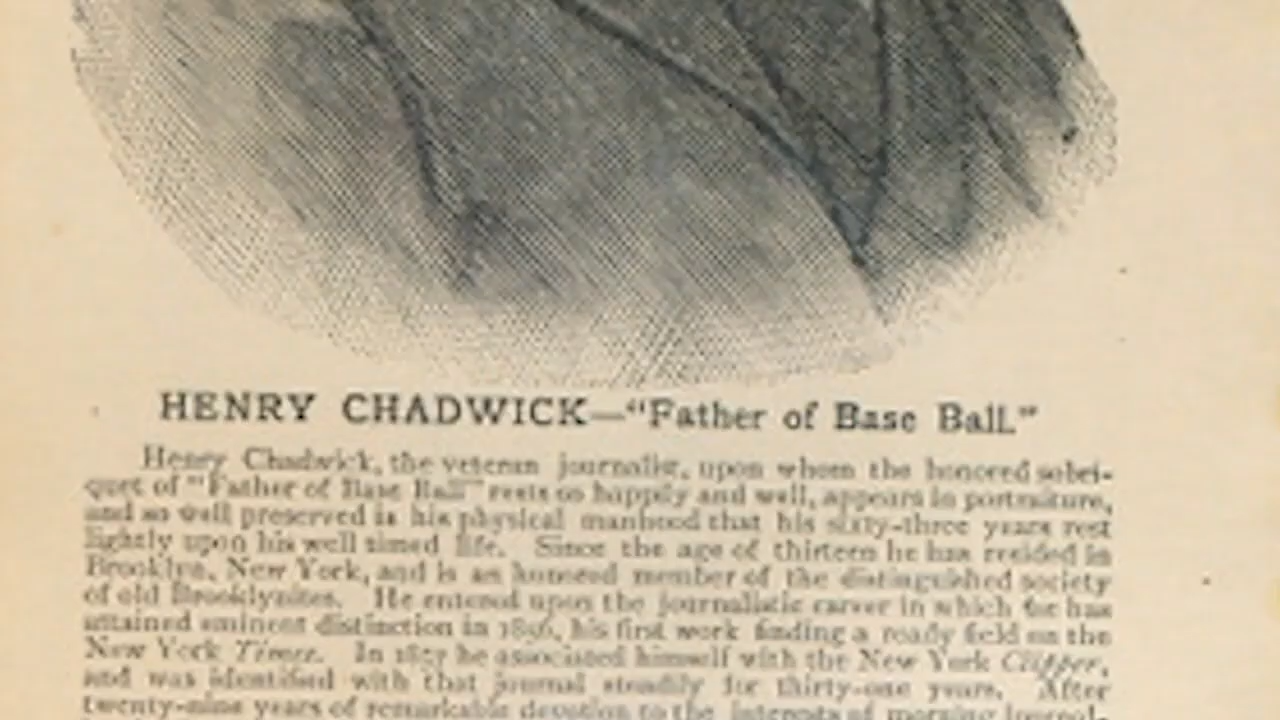 HENRY CHADWICK—"Father of Base Ball."
Henry Chadwick, the veteran journalist, upon whom the honored sobri-
quet of "Father of Base Ball" rests so happily and well, appears in portraiture,
and so well preserved is his physical manhood that his sixty-three years rest
lightly upon his well timed life. Since the age of thirteen he has resided in
Brooklyn, New York, and is an honored member of the distinguished society
of old Brooklynites. He entered upon the journalistic career in which he has
attained eminent distinction in 1856, his first work finding a ready field on the
New York Times. In 1857 he associated himself with the New York Clipper,
and was identified with that journal steadily for thirty-one years. After
twenty-nine years of remarkable devotion to the interests of morning journal-